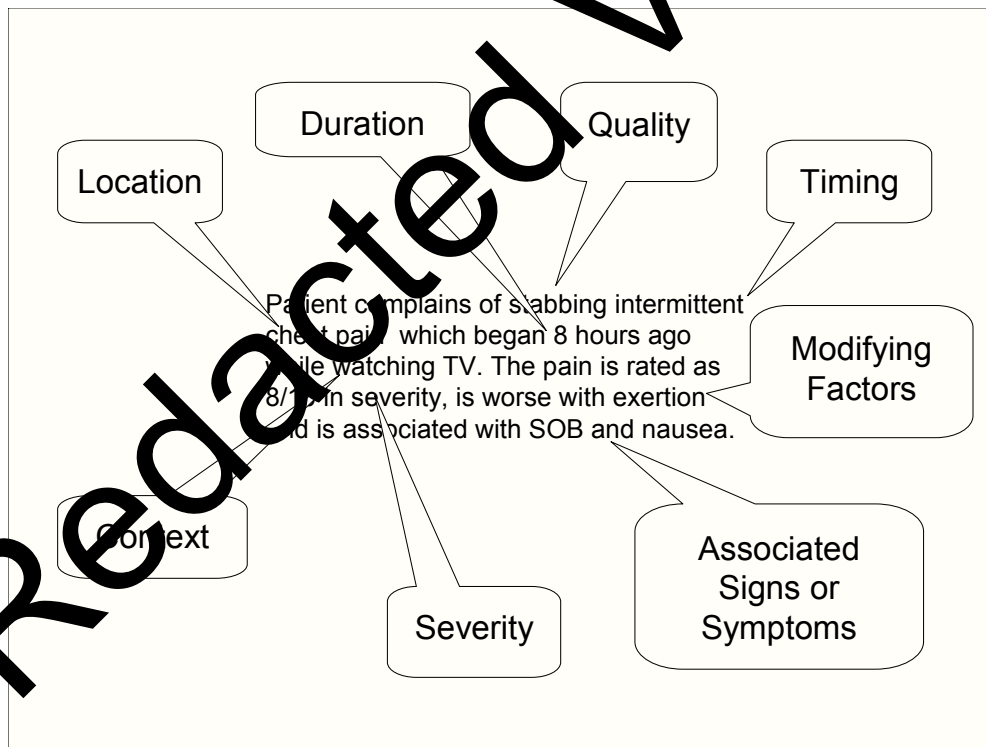 Duration
Quality
Location
Timing
Patient complains of stabbing intermittent
chest pain which began 8 hours ago
while watching TV. The pain is rated as
8/10 in severity, is worse with exertion
and is associated with SOB and nausea.
Modifying
Factors
Context
Associated
Signs or
Symptoms
Severity
Redacted